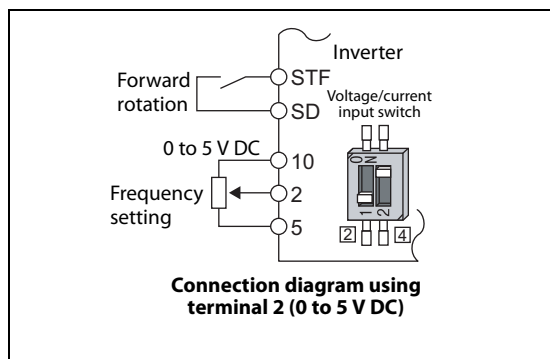 Inverter
Forward
rotation
STF
SD
Voltage/current
input switch
0 to 5 V DC
10
Frequency
setting
2
5
ON
1 2
2
4
Connection diagram using
terminal 2 (0 to 5 V DC)